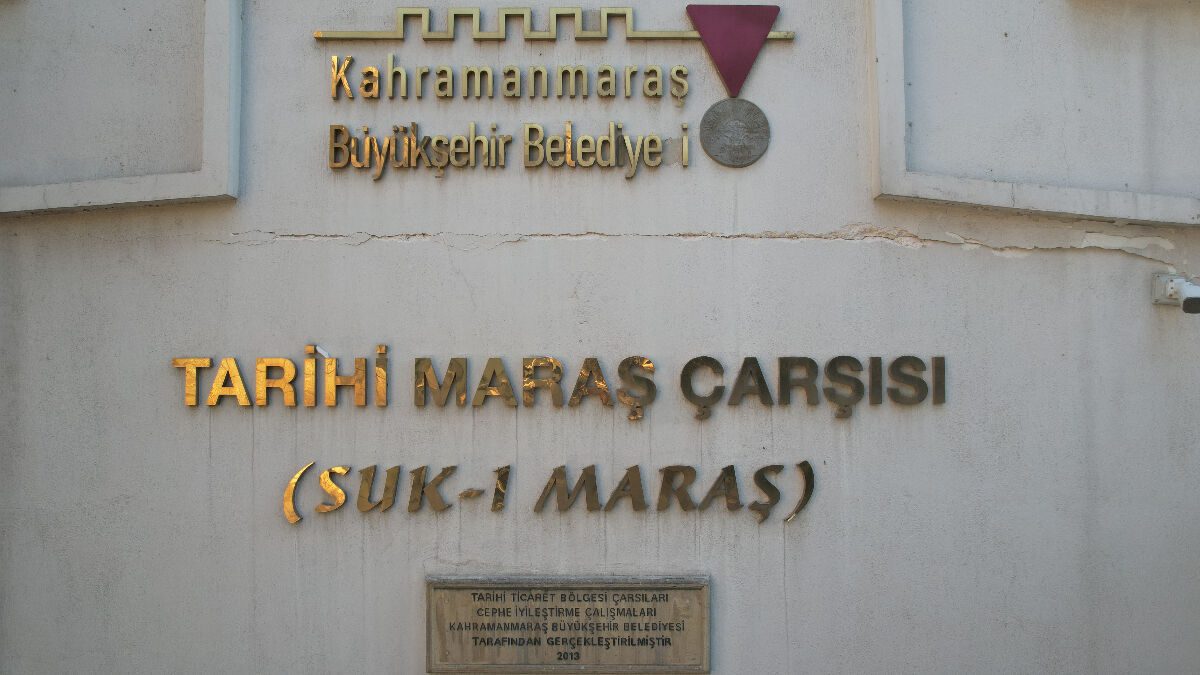 Kahramanmaraş
Büyükşehir Belediye i
TARİHİ MARAŞ ÇARŞISI
(SUK-I MARAŞ)
TARİHİ TİCARET BÖLGESİ ÇARŞILARI
CEPHE İYİLEŞTİRME ÇALIŞMALARI
KAHRAMANMARAŞ BÜYÜKŞEHİR BELEDİYESİ
TARAFINDAN GERÇEKLEŞTİRİLMİŞTİR
2013